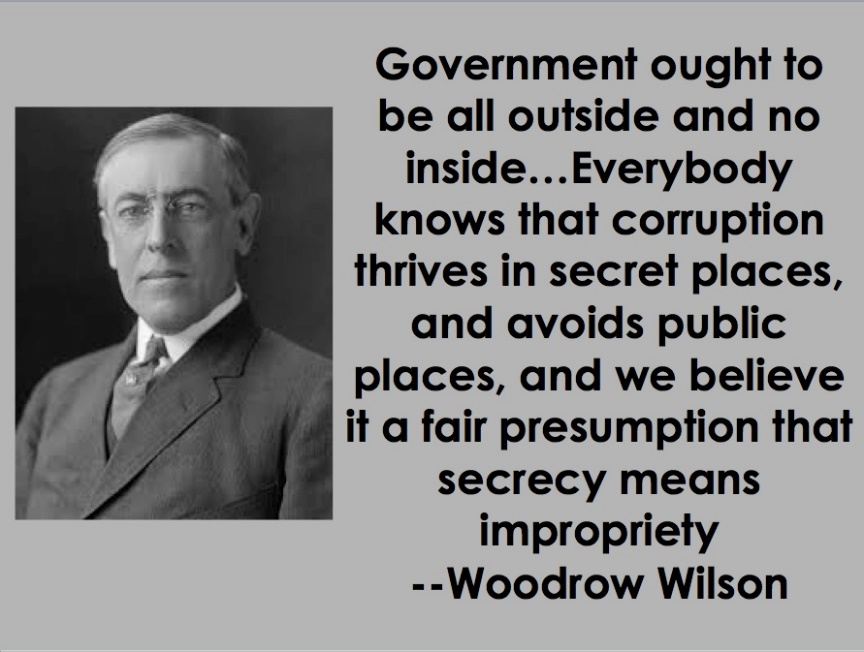 Government ought to
be all outside and no
inside...Everybody
knows that corruption
thrives in secret places,
and avoids public
places, and we believe
it a fair presumption that
secrecy means
impropriety
--Woodrow Wilson